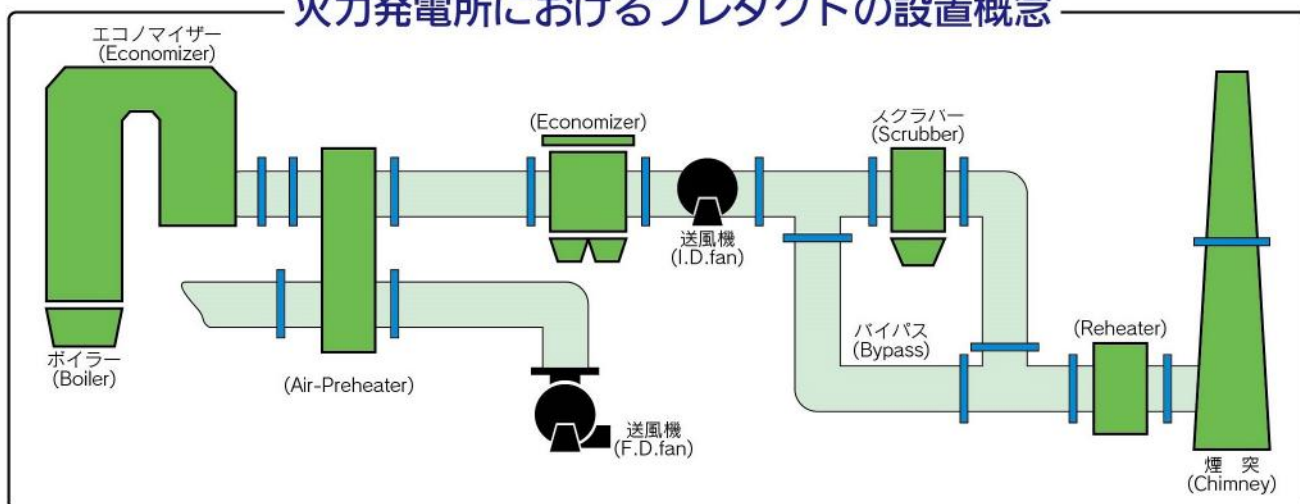 火力発電所におけるフレダクトの設置概念
エコノマイザー
(Economizer)
(Economizer)
スクラバー
(Scrubber)
送風機
(I.D.fan)
バイパス
(Bypass)
(Reheater)
ボイラー
(Boiler)
(Air-Preheater)
送風機
(F.D.fan)
煙 突
(Chimney)